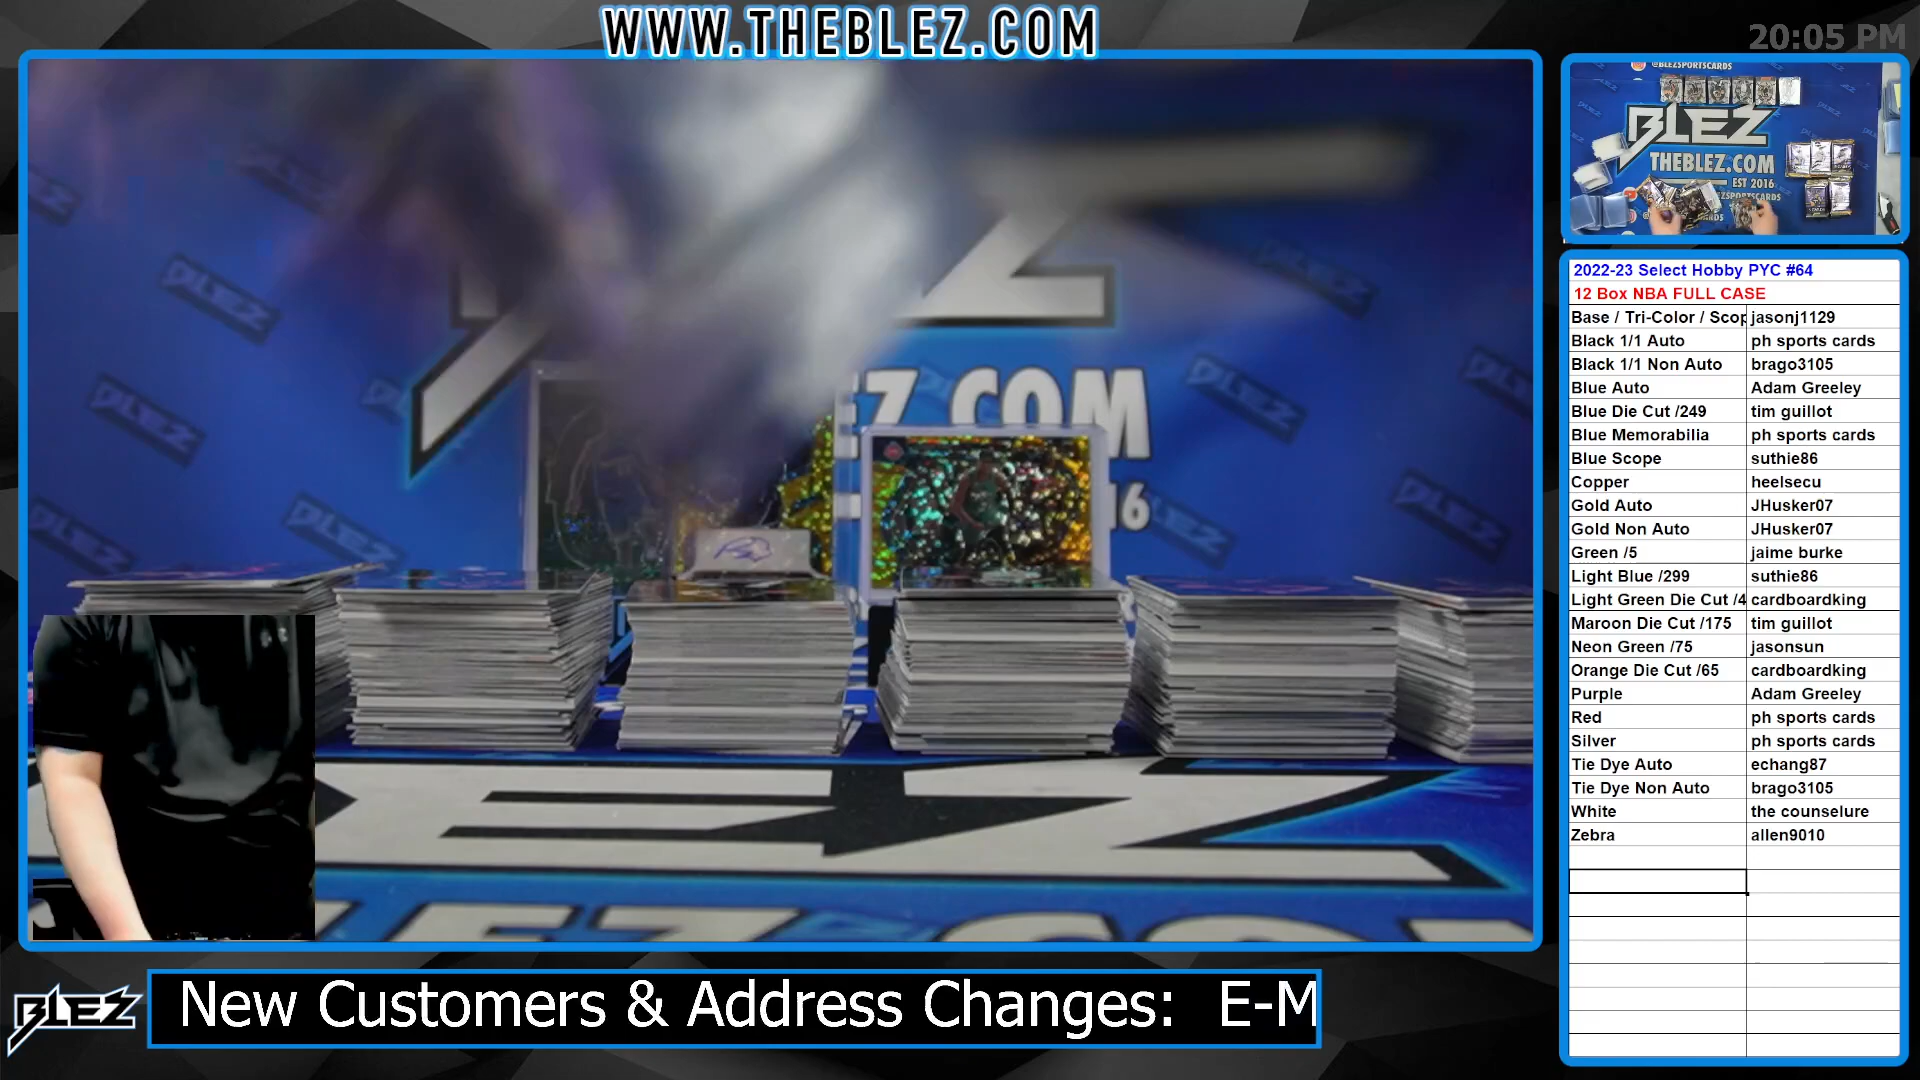 WWW.THEBLEZ.COM
20:05 PM
@BLEZSPORTSCARDS
BLEZ
THEBLEZ.COM
EST 2016
Z.COM
16
2022-23 Select Hobby PYC #64
12 Box NBA FULL CASE
Base / Tri-Color / Scop jasonj1129
Black 1/1 Auto ph sports cards
Black 1/1 Non Auto brago3105
Blue Auto Adam Greeley
Blue Die Cut /249 tim guillot
Blue Memorabilia ph sports cards
Blue Scope suthie86
Copper heelsecu
Gold Auto JHusker07
Gold Non Auto JHusker07
Green /5 jaime burke
Light Blue /299 suthie86
Light Green Die Cut /4 cardboardking
Maroon Die Cut /175 tim guillot
Neon Green /75 jasonsun
Orange Die Cut /65 cardboardking
Purple Adam Greeley
Red ph sports cards
Silver ph sports cards
Tie Dye Auto echang87
Tie Dye Non Auto brago3105
White the counselure
Zebra allen9010
BLEZ
New Customers & Address Changes: E-M